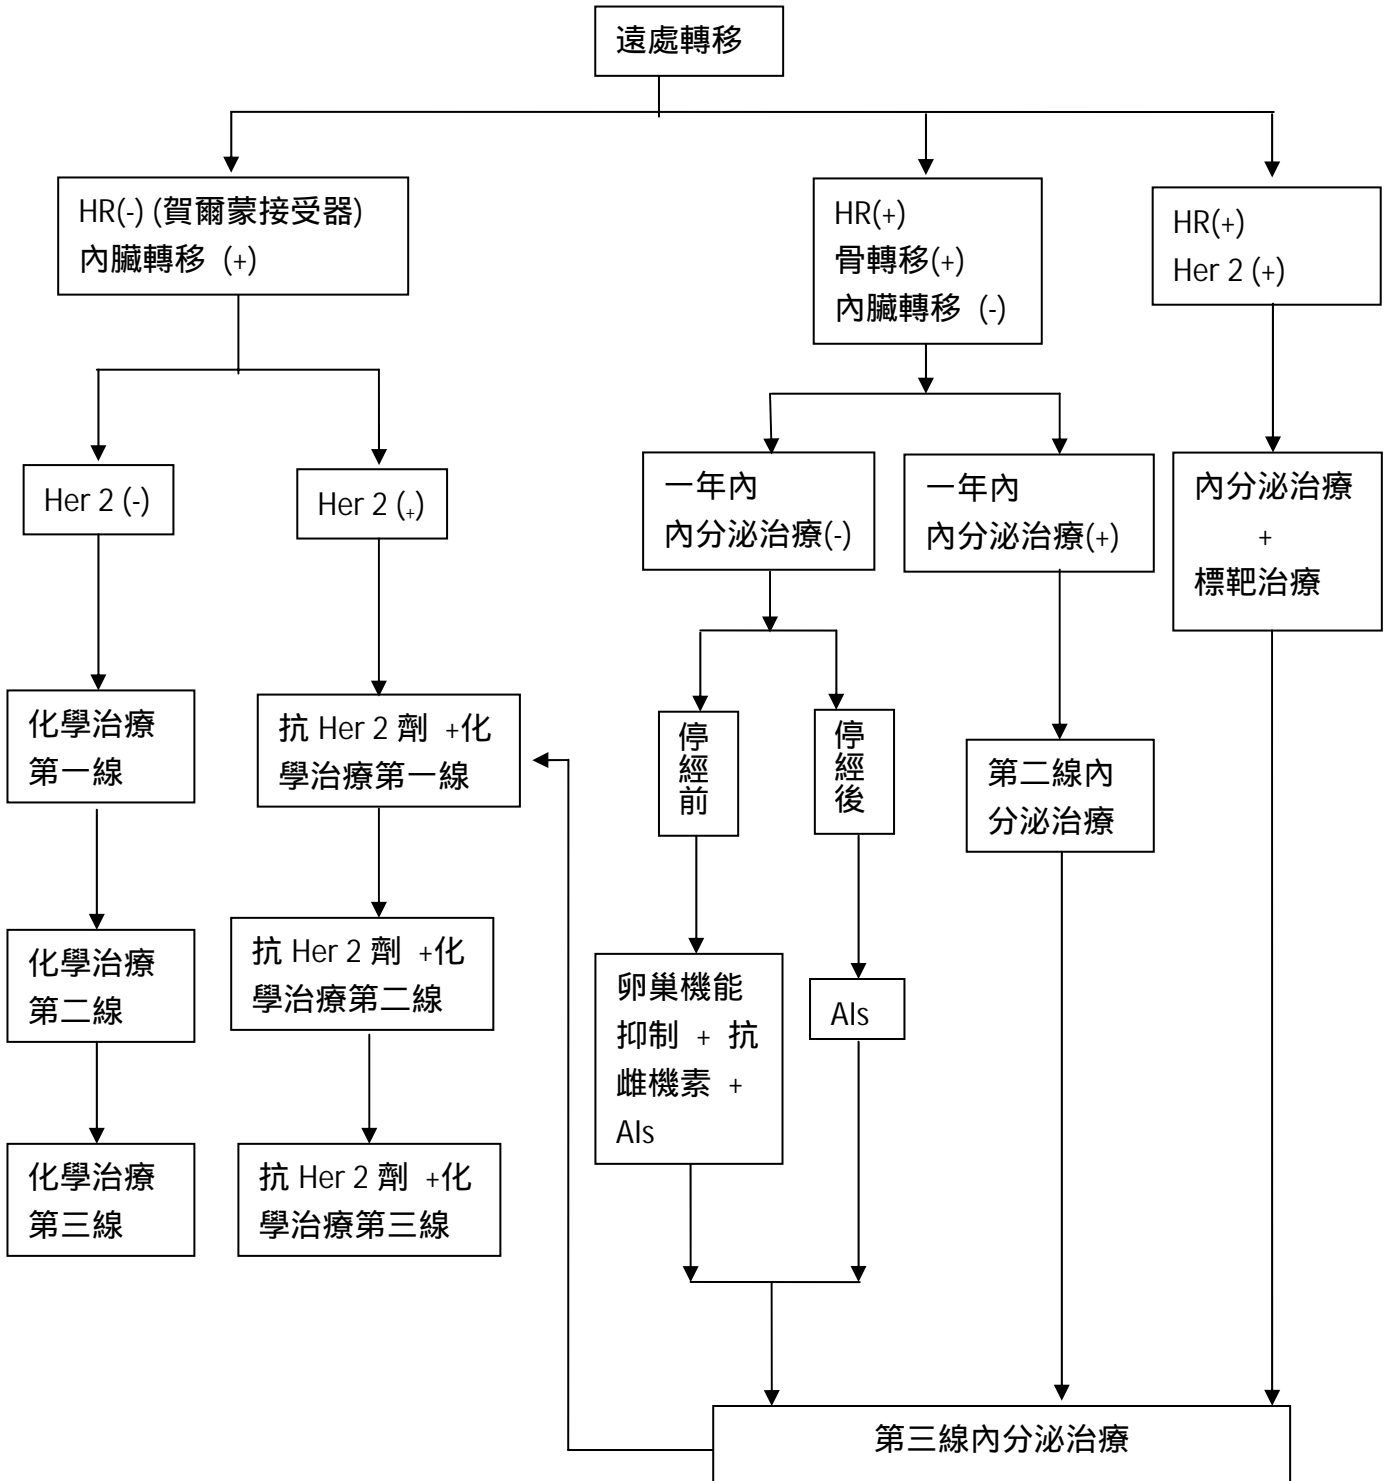 遠處轉移
HR(-) (賀爾蒙接受器)
內臟轉移 (+)
HR(+)
骨轉移(+)
內臟轉移 (-)
HR(+)
Her 2 (+)
Her 2 (-)
Her 2 (+)
一年內
內分泌治療(-)
一年內
內分泌治療(+)
內分泌治療
+
標靶治療
化學治療
第一線
抗 Her 2 劑 +化
學治療第一線
停
經
前
停
經
後
第二線內
分泌治療
化學治療
第二線
抗 Her 2 劑 +化
學治療第二線
卵巢機能
抑制 + 抗
雌機素 +
AIs
AIs
化學治療
第三線
抗 Her 2 劑 +化
學治療第三線
第三線內分泌治療